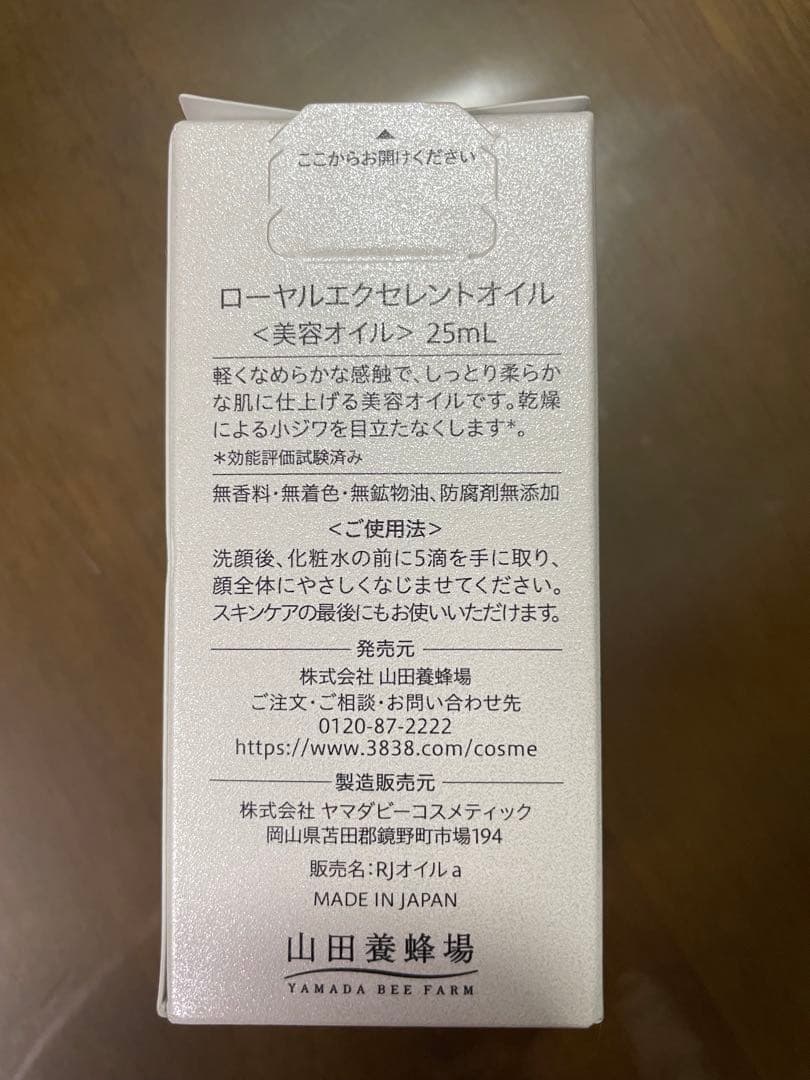 ここからお開けください
ローヤルエクセレントオイル
＜美容オイル＞ 25mL
軽くなめらかな感触で、しっとり柔らか
な肌に仕上げる美容オイルです。乾燥
による小ジワを目立たなくします*。
*効能評価試験済み
無香料・無着色・無鉱物油、防腐剤無添加
＜ご使用法＞
洗顔後、化粧水の前に5滴を手に取り、
顔全体にやさしくなじませてください。
スキンケアの最後にもお使いいただけます。
発売元
株式会社 山田養蜂場
ご注文・ご相談・お問い合わせ先
0120-87-2222
https://www.3838.com/cosme
製造販売元
株式会社 ヤマダビーコスメティック
岡山県苫田郡鏡野町市場194
販売名：RJオイル a
MADE IN JAPAN
山田養蜂場
YAMADA BEE FARM